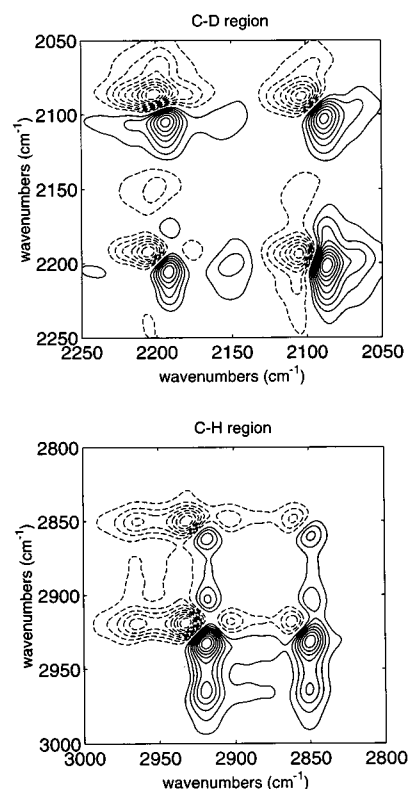 C-D region
2050
2100
2150
2200
2250
wavenumbers (cm-1)
2250 2200 2150 2100 2050
wavenumbers (cm-1)
C-H region
2800
2850
2900
2950
3000
wavenumbers (cm-1)
3000 2950 2900 2850 2800
wavenumbers (cm-1)